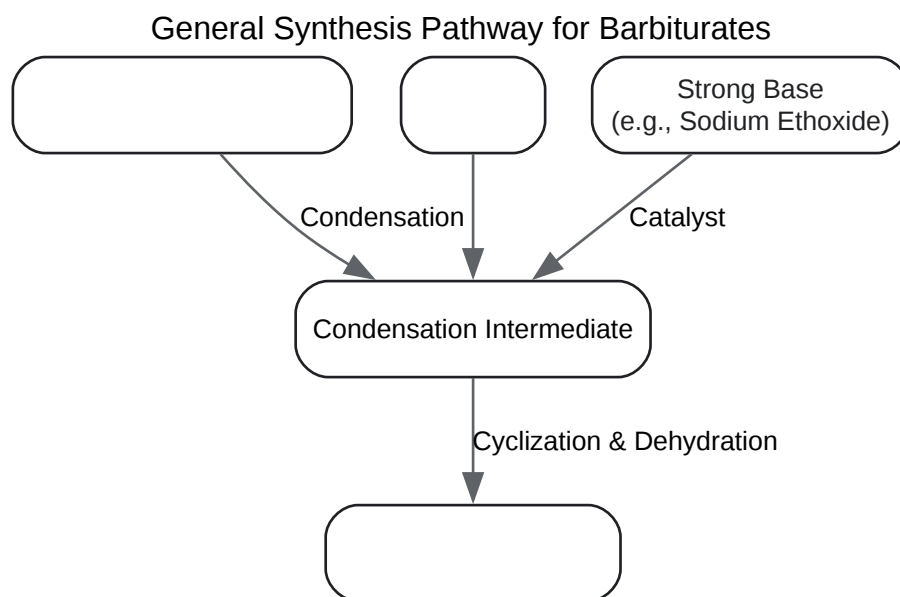 General Synthesis Pathway for Barbiturates
Strong Base
(e.g., Sodium Ethoxide)
Condensation
Catalyst
Condensation Intermediate
Cyclization & Dehydration